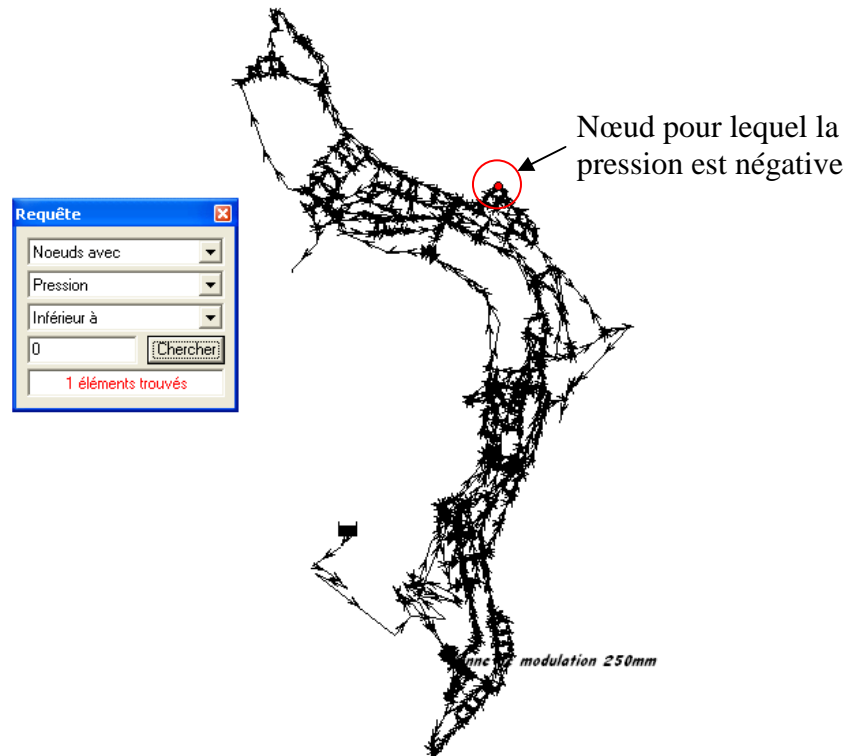 Nœud pour lequel la
pression est négative
Requête
Noeuds avec
Pression
Inférieur à
0
Chercher
1 éléments trouvés
modulation 250mm